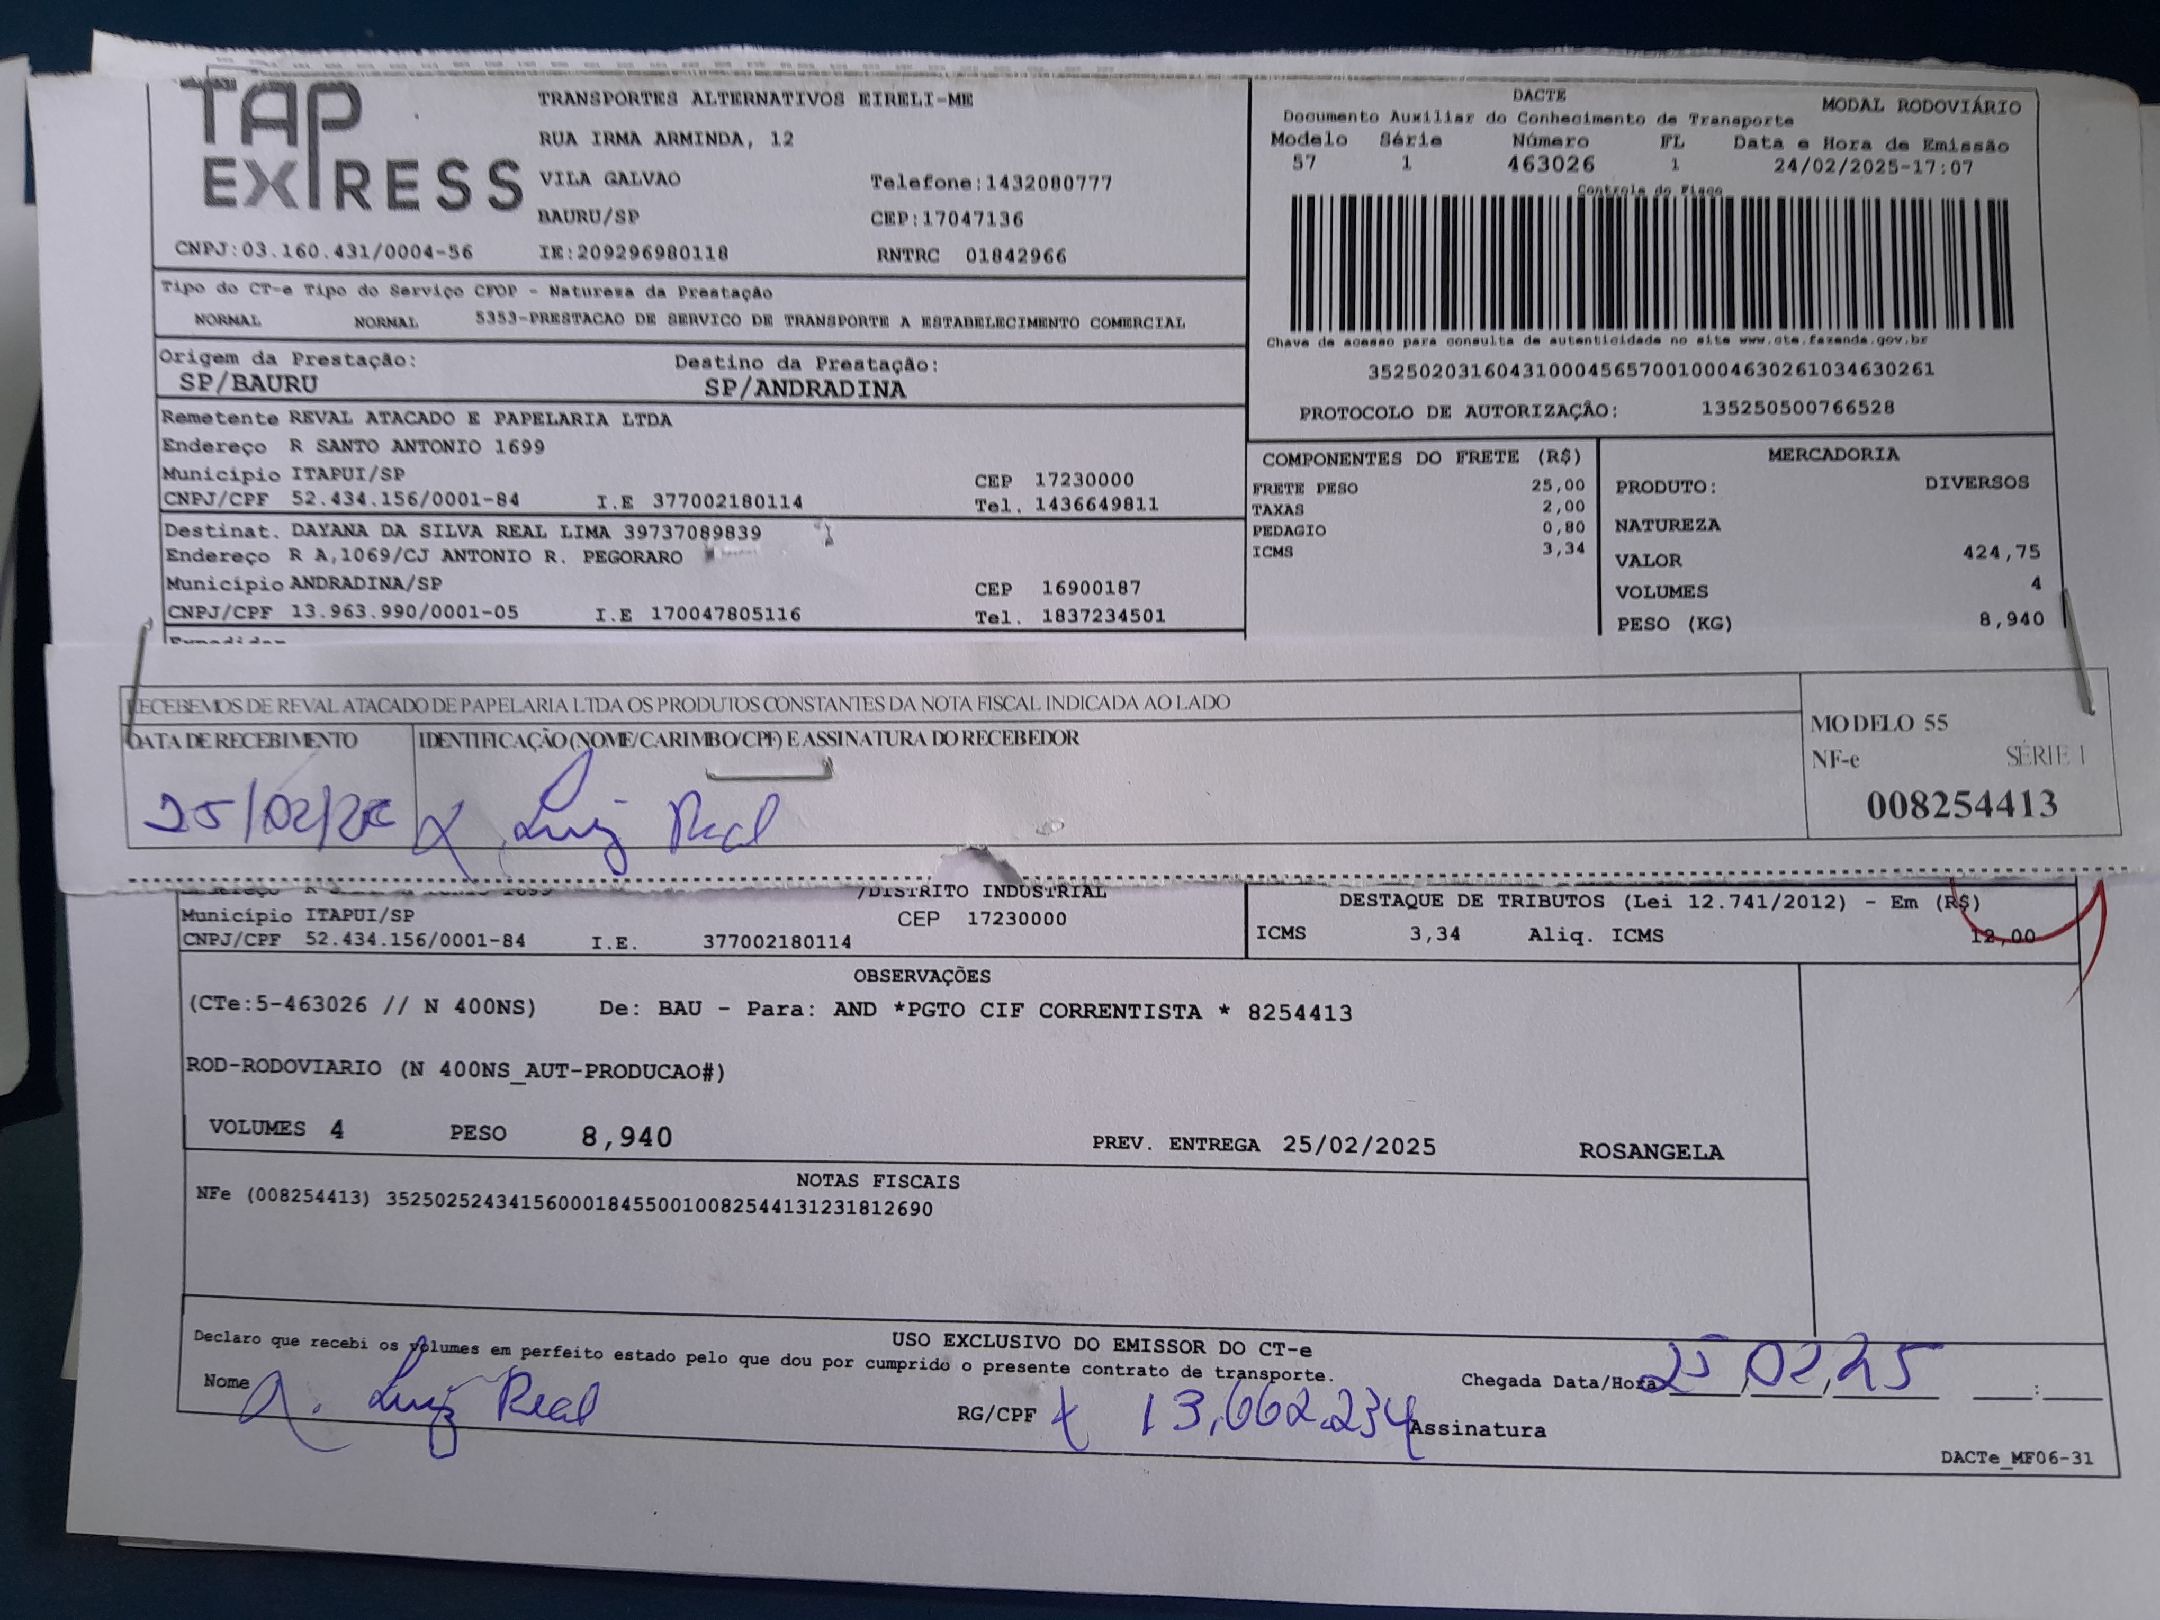 TAP EXPRESS
TRANSPORTES ALTERNATIVOS EIRELI-ME
RUA IRMA ARMINDA, 12
VILA GALVAO Telefone:1432080777
BAURU/SP CEP:17047136
CNPJ:03.160.431/0004-56 IE:209296980118 RNTRC 01842966
DACTE MODAL RODOVIÁRIO
Documento Auxiliar do Conhecimento de Transporte
Modelo Série Número FL Data e Hora de Emissão
57 1 463026 1 24/02/2025-17:07
Controle do Fisco
Chave de acesso para consulta de autenticidade no site www.cte.fazenda.gov.br
35250203160431000456570010004630261034630261
PROTOCOLO DE AUTORIZAÇÃO: 135250500766528
Tipo do CT-e Tipo do Serviço CFOP - Natureza da Prestação
NORMAL NORMAL 5353-PRESTACAO DE SERVICO DE TRANSPORTE A ESTABELECIMENTO COMERCIAL
Origem da Prestação: Destino da Prestação:
SP/BAURU SP/ANDRADINA
Remetente REVAL ATACADO E PAPELARIA LTDA
Endereço R SANTO ANTONIO 1699
Município ITAPUI/SP CEP 17230000
CNPJ/CPF 52.434.156/0001-84 I.E 377002180114 Tel. 1436649811
Destinat. DAYANA DA SILVA REAL LIMA 39737089839
Endereço R A,1069/CJ ANTONIO R. PEGORARO
Município ANDRADINA/SP CEP 16900187
CNPJ/CPF 13.963.990/0001-05 I.E 170047805116 Tel. 1837234501
COMPONENTES DO FRETE (R$)
FRETE PESO 25,00
TAXAS 2,00
PEDAGIO 0,80
ICMS 3,34
MERCADORIA
PRODUTO: DIVERSOS
NATUREZA
VALOR 424,75
VOLUMES 4
PESO (KG) 8,940
RECEBEMOS DE REVAL ATACADO DE PAPELARIA LTDA OS PRODUTOS CONSTANTES DA NOTA FISCAL INDICADA AO LADO
DATA DE RECEBIMENTO IDENTIFICAÇÃO (NOME/CARIMBO/CPF) E ASSINATURA DO RECEBEDOR
25/02/25 Luiz Real
MODELO 55
NF-e SÉRIE 1
008254413
/DISTRITO INDUSTRIAL
Município ITAPUI/SP CEP 17230000
CNPJ/CPF 52.434.156/0001-84 I.E. 377002180114
DESTAQUE DE TRIBUTOS (Lei 12.741/2012) - Em (R$)
ICMS 3,34 Aliq. ICMS 12,00
OBSERVAÇÕES
(CTe:5-463026 // N 400NS) De: BAU - Para: AND *PGTO CIF CORRENTISTA * 8254413
ROD-RODOVIARIO (N 400NS_AUT-PRODUCAO#)
VOLUMES 4 PESO 8,940 PREV. ENTREGA 25/02/2025 ROSANGELA
NOTAS FISCAIS
NFe (008254413) 35250252434156000184550010082544131231812690
USO EXCLUSIVO DO EMISSOR DO CT-e
Declaro que recebi os volumes em perfeito estado pelo que dou por cumprido o presente contrato de transporte.
Nome Luiz Real RG/CPF 13,662.234 Assinatura Chegada Data/Hora 25,02,25 :
DACTe_MF06-31